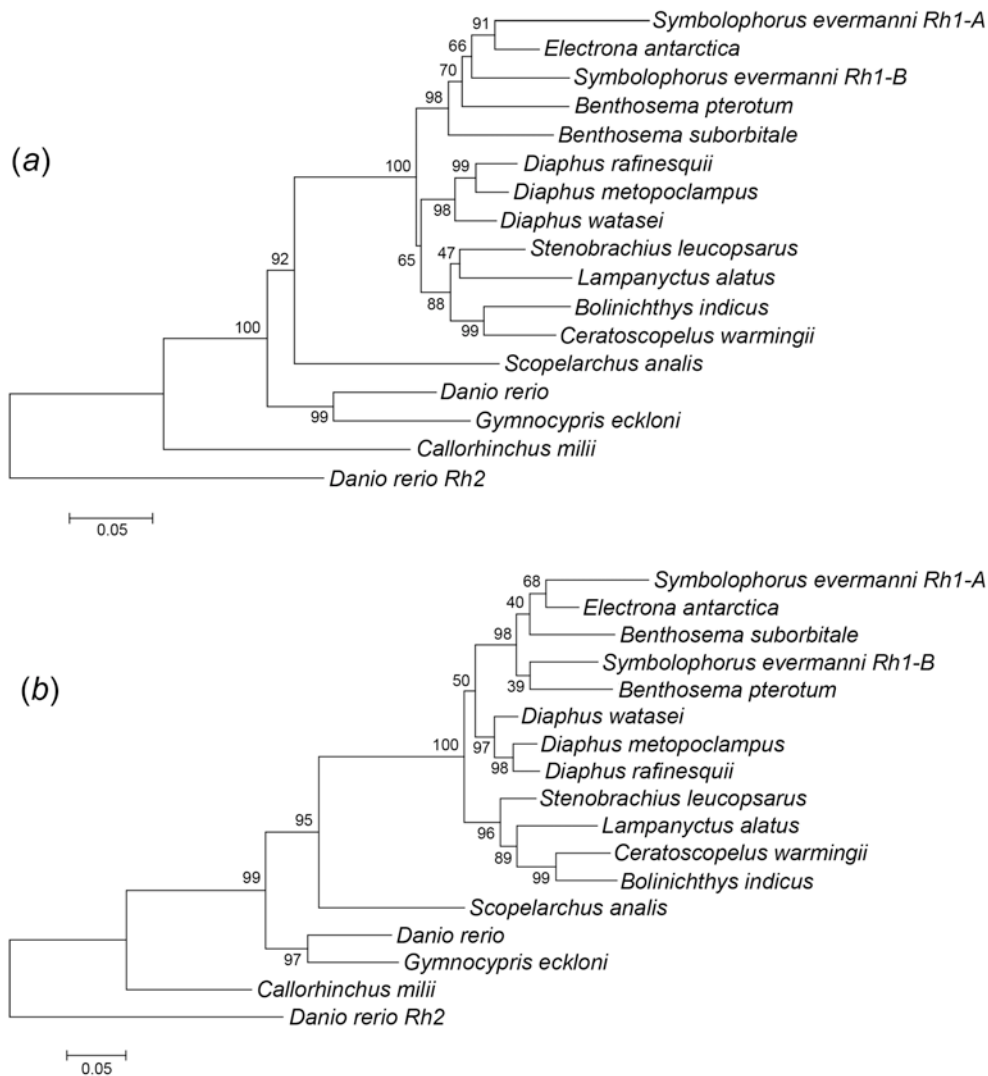 (a)
91
Symbolophorus evermanni Rh1-A
66
Electrona antarctica
70
Symbolophorus evermanni Rh1-B
98
Benthosema pterotum
Benthosema suborbitale
100
99
Diaphus rafinesquii
Diaphus metopoclampus
98
Diaphus watasei
65
47
Stenobrachius leucopsarus
92
88
Lampanyctus alatus
Bolinichthys indicus
100
99
Ceratoscopelus warmingii
Scopelarchus analis
Danio rerio
99
Gymnocypris eckloni
Callorhinchus milii
Danio rerio Rh2
0.05
(b)
68
Symbolophorus evermanni Rh1-A
40
Electrona antarctica
98
Benthosema suborbitale
50
Symbolophorus evermanni Rh1-B
39
Benthosema pterotum
Diaphus watasei
100
97
Diaphus metopoclampus
98
Diaphus rafinesquii
Stenobrachius leucopsarus
95
96
Lampanyctus alatus
89
Ceratoscopelus warmingii
99
Bolinichthys indicus
99
Scopelarchus analis
Danio rerio
97
Gymnocypris eckloni
Callorhinchus milii
Danio rerio Rh2
0.05